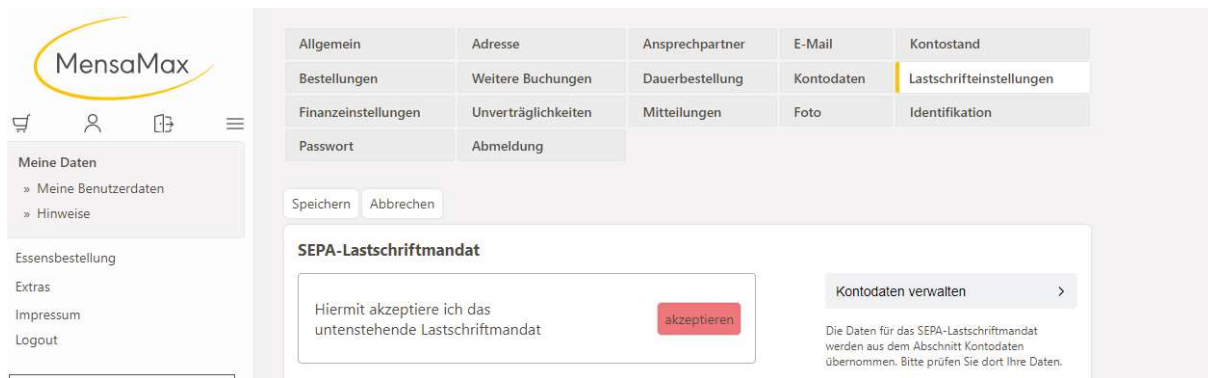 MensaMax
Meine Daten
» Meine Benutzerdaten
» Hinweise
Essensbestellung
Extras
Impressum
Logout
Allgemein Adresse Ansprechpartner E-Mail Kontostand
Bestellungen Weitere Buchungen Dauerbestellung Kontodaten Lastschrifteinstellungen
Finanzeinstellungen Unverträglichkeiten Mitteilungen Foto Identifikation
Passwort Abmeldung
Speichern Abbrechen
SEPA-Lastschriftmandat
Hiermit akzeptiere ich das
untenstehende Lastschriftmandat
akzeptieren
Kontodaten verwalten >
Die Daten für das SEPA-Lastschriftmandat
werden aus dem Abschnitt Kontodaten
übernommen. Bitte prüfen Sie dort Ihre Daten.